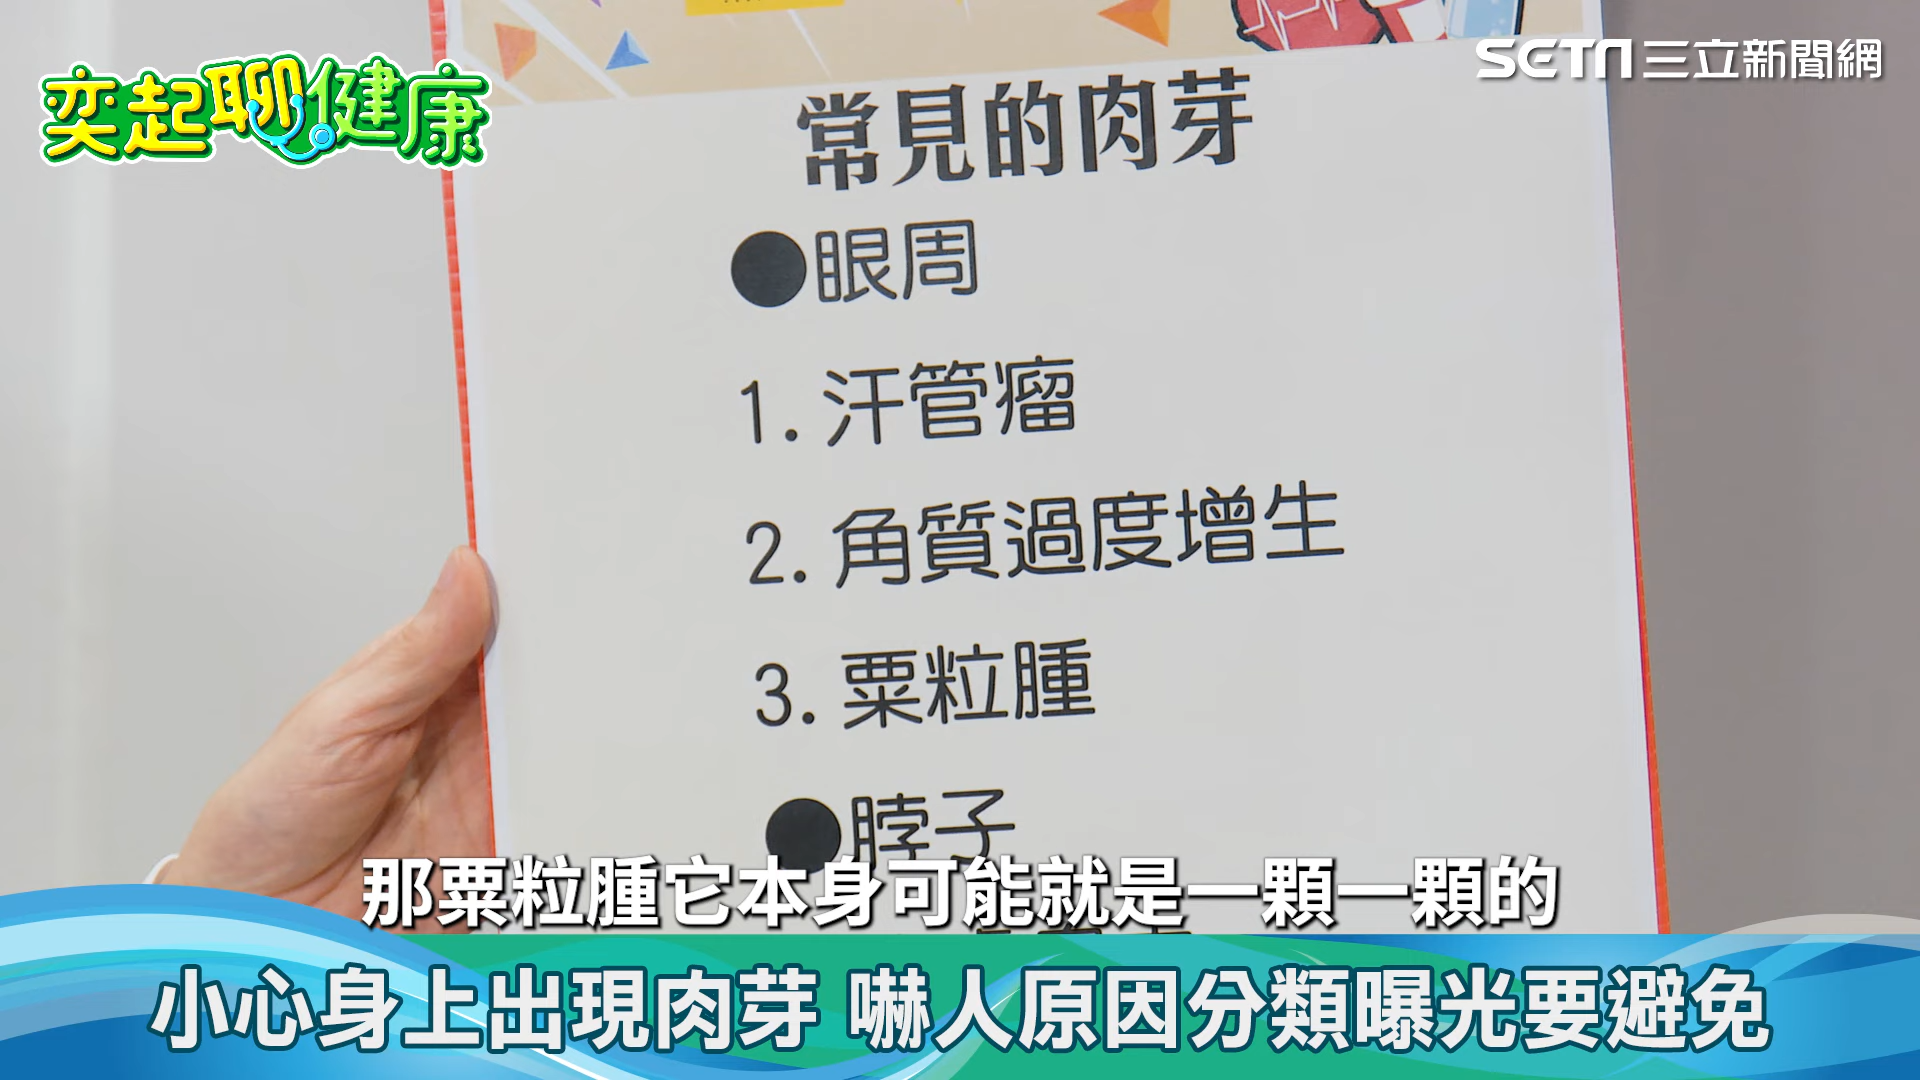 奕起聊健康
SETN三立新聞網
常見的肉芽
●眼周
1.汗管瘤
2.角質過度增生
3.粟粒腫
●脖子
那粟粒腫它本身可能就是一顆一顆的
小心身上出現肉芽 嚇人原因分類曝光要避免